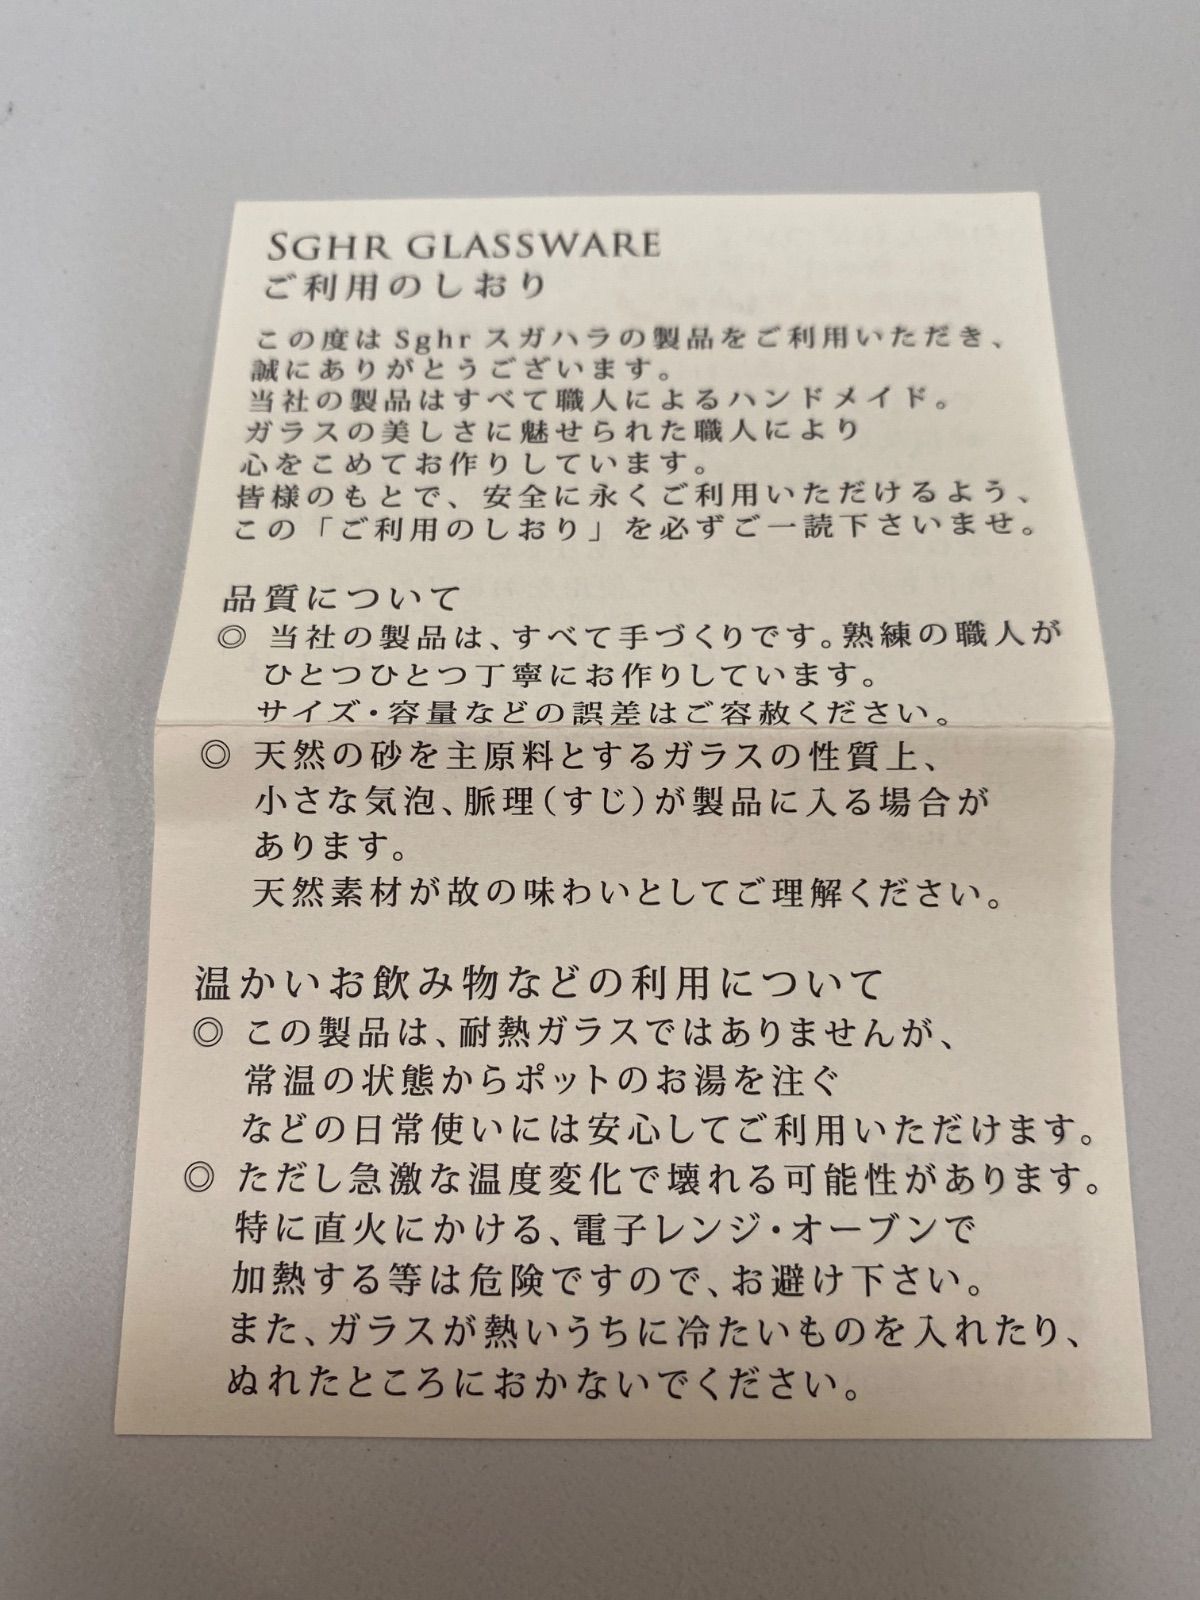 SGHR GLASSWARE
ご利用のしおり
この度は Sghr スガハラの製品をご利用いただき、
誠にありがとうございます。
当社の製品はすべて職人によるハンドメイド。
ガラスの美しさに魅せられた職人により
心をこめてお作りしています。
皆様のもとで、安全に永くご利用いただけるよう、
この「ご利用のしおり」を必ずご一読下さいませ。
品質について
◎ 当社の製品は、すべて手づくりです。熟練の職人が
ひとつひとつ丁寧にお作りしています。
サイズ・容量などの誤差はご容赦ください。
◎ 天然の砂を主原料とするガラスの性質上、
小さな気泡、脈理(すじ)が製品に入る場合が
あります。
天然素材が故の味わいとしてご理解ください。
温かいお飲み物などの利用について
◎ この製品は、耐熱ガラスではありませんが、
常温の状態からポットのお湯を注ぐ
などの日常使いには安心してご利用いただけます。
◎ ただし急激な温度変化で壊れる可能性があります。
特に直火にかける、電子レンジ・オーブンで
加熱する等は危険ですので、お避け下さい。
また、ガラスが熱いうちに冷たいものを入れたり、
ぬれたところにおかないでください。